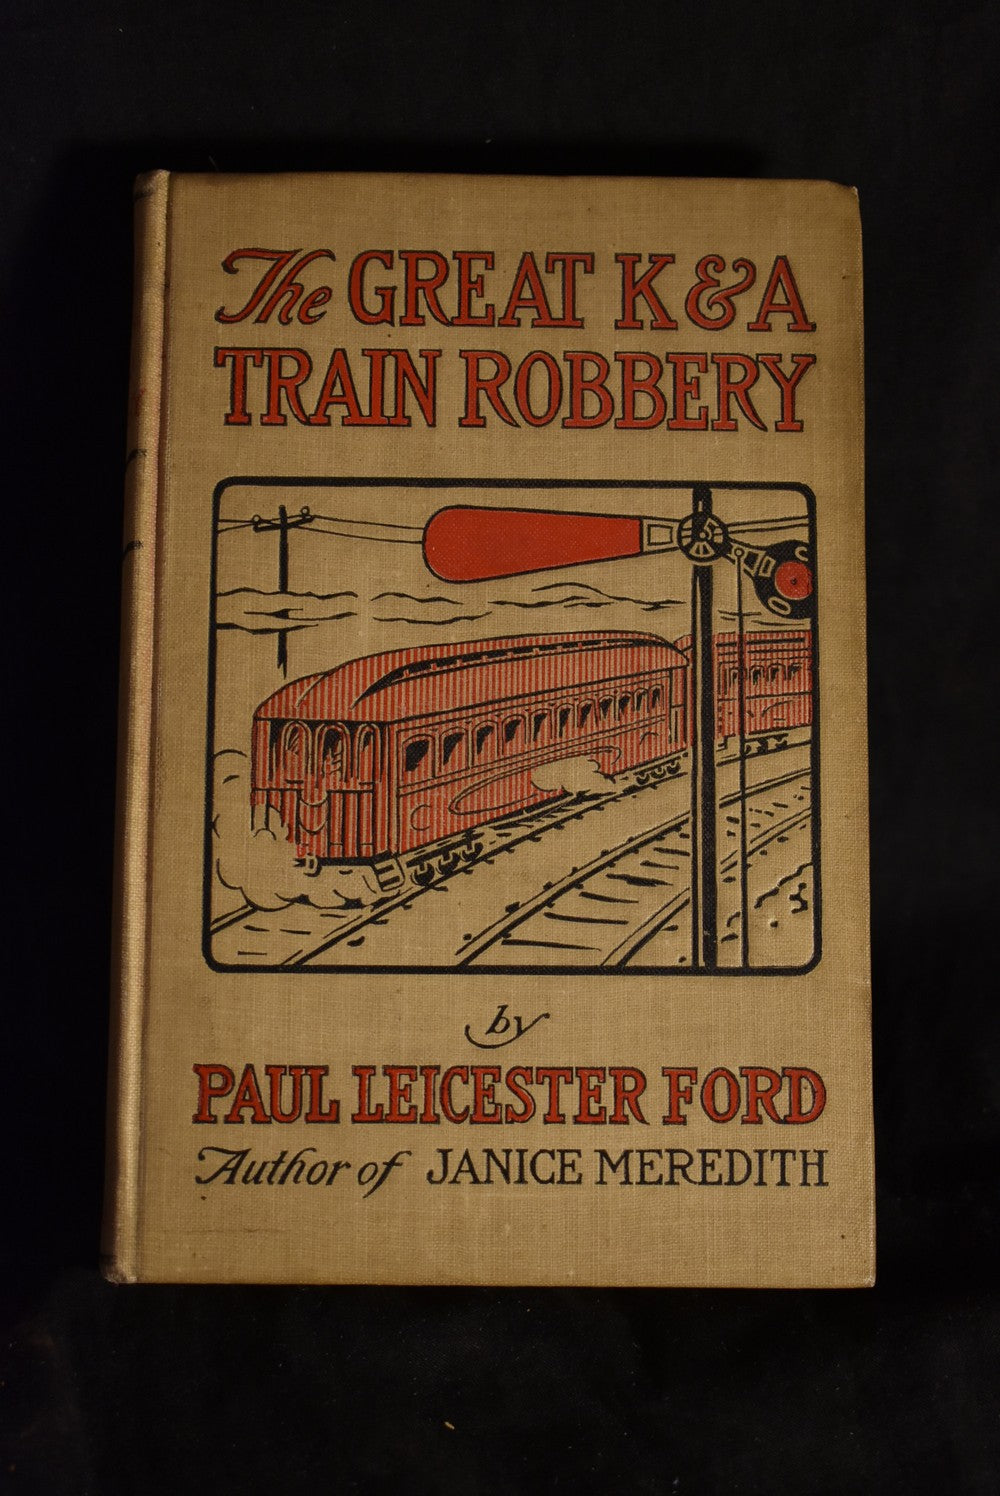 The GREAT K & A
TRAIN ROBBERY
by
PAUL LEICESTER FORD
Author of JANICE MEREDITH